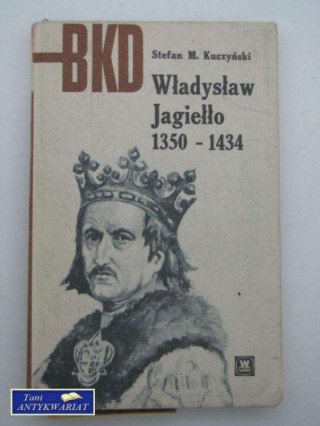 BKD
Stefan M. Kuczyński
Władysław
Jagiełło
1350 - 1434
W
Tani
ANTYKWARIAT